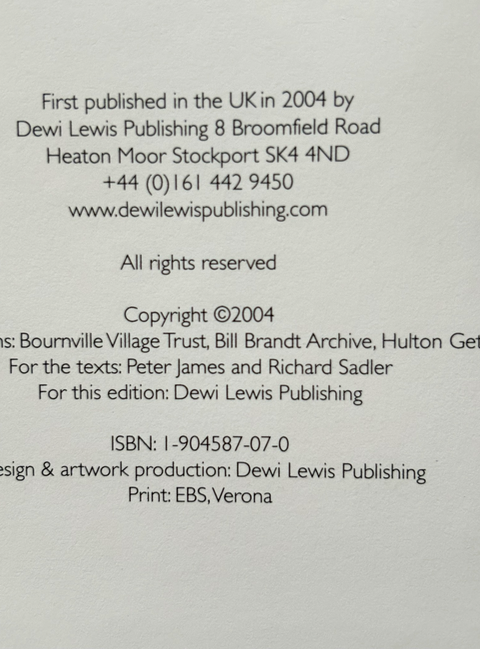 First published in the UK in 2004 by
Dewi Lewis Publishing 8 Broomfield Road
Heaton Moor Stockport SK4 4ND
+44 (0)161 442 9450
www.dewilewispublishing.com
All rights reserved
Copyright ©2004
Bournville Village Trust, Bill Brandt Archive, Hulton
For the texts: Peter James and Richard Sadler
For this edition: Dewi Lewis Publishing
ISBN: 1-904587-07-0
& artwork production: Dewi Lewis Publishing
Print: EBS, Verona